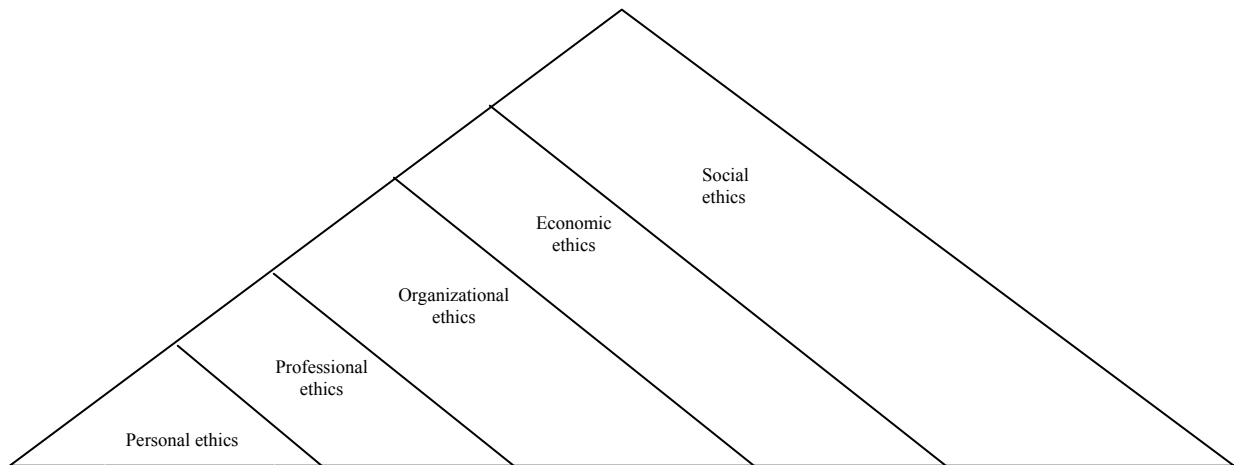 Social
ethics
Economic
ethics
Organizational
ethics
Professional
ethics
Personal ethics